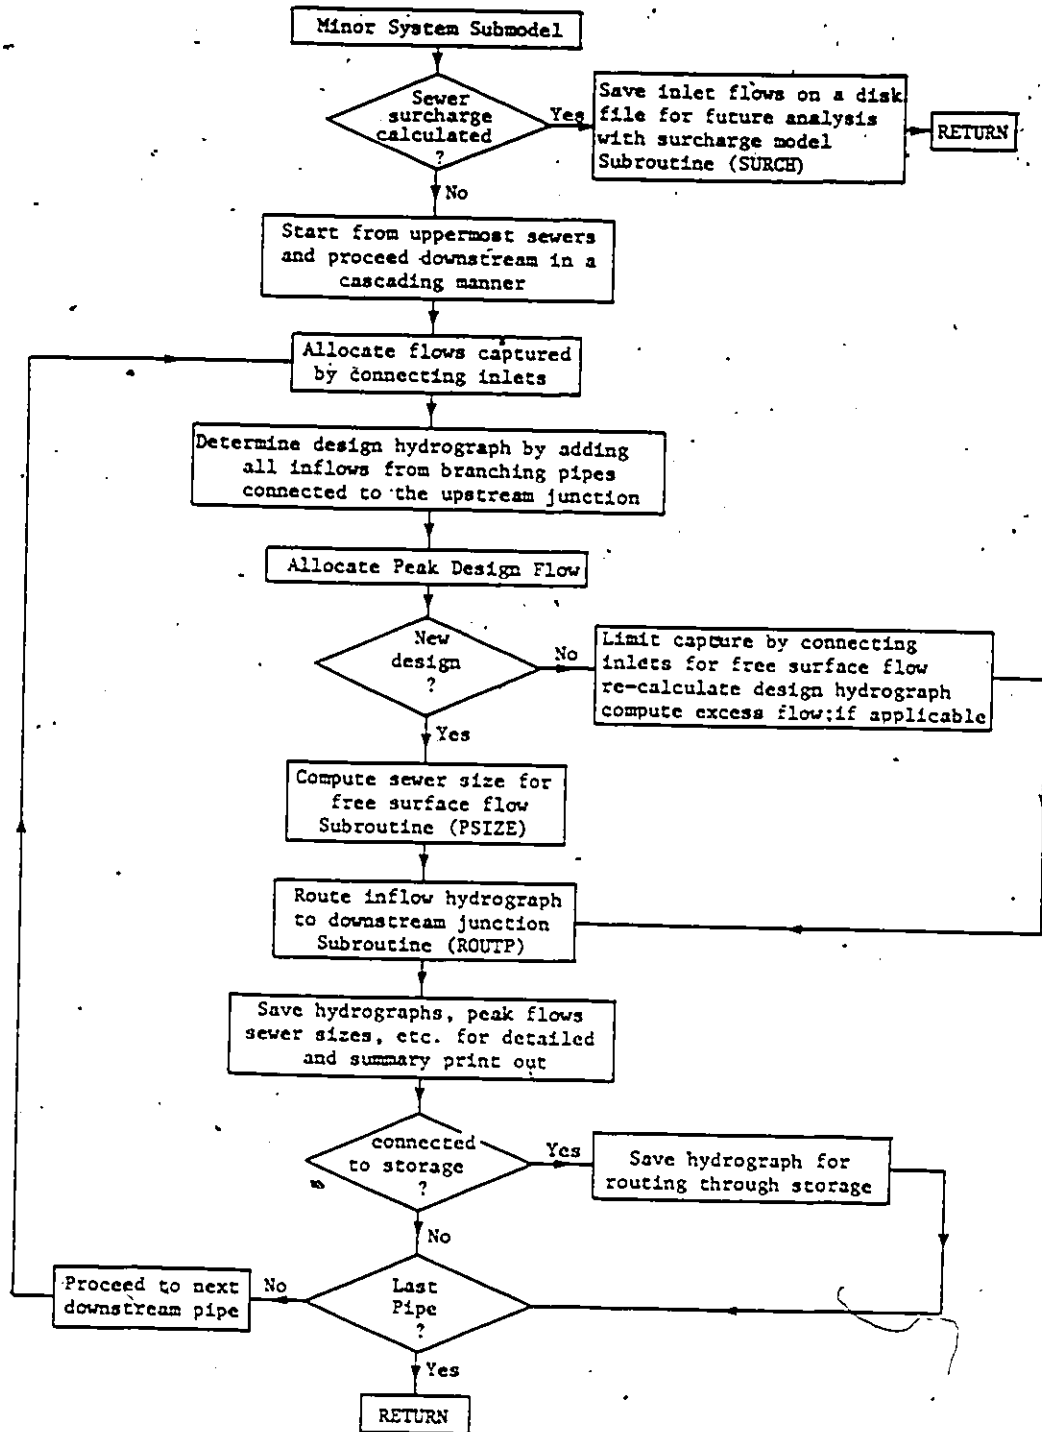 Minor System Submodel
Sewer
surcharge
calculated
?
Yes
Save inlet flows on a disk
file for future analysis
with surcharge model
Subroutine (SURCH)
RETURN
No
Start from uppermost sewers
and proceed downstream in a
cascading manner
Allocate flows captured
by connecting inlets
Determine design hydrograph by adding
all inflows from branching pipes
connected to the upstream junction
Allocate Peak Design Flow
New
design
?
No
Limit capture by connecting
inlets for free surface flow
re-calculate design hydrograph
compute excess flow;if applicable
Yes
Compute sewer size for
free surface flow
Subroutine (PSIZE)
Route inflow hydrograph
to downstream junction
Subroutine (ROUTP)
Save hydrographs, peak flows
sewer sizes, etc. for detailed
and summary print out
connected
to storage
?
Yes
Save hydrograph for
routing through storage
No
Last
Pipe
?
No
Proceed to next
downstream pipe
Yes
RETURN